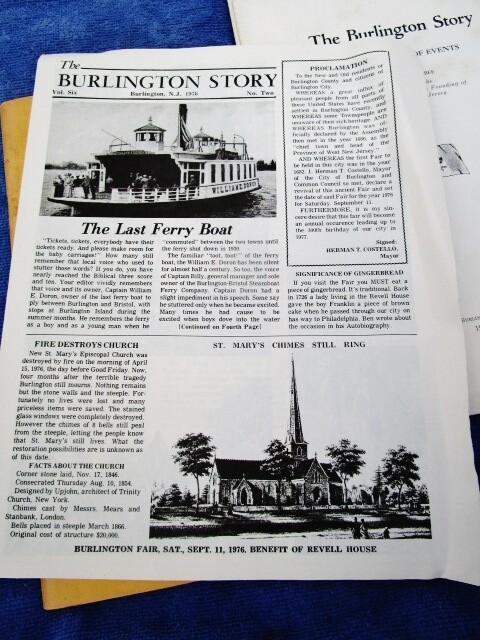 The
BURLINGTON STORY
Vol. Six
Burlington, N.J. 1976
No. Two
WILLIAM E. DORON
The Last Ferry Boat
"Tickets, tickets, everybody have their
tickets ready. And please make room for
the baby carriages!" How many still
remember that local voice who used to
stutter those words? If you do, you have
nearly reached the Biblical three score
and ten. Your editor vividly remembers
that voice and its owner, Captain William
E. Doron, owner of the last ferry boat to
ply between Burlington and Bristol, with
stops at Burlington Island during the
summer months. He remembers the ferry
as a boy and as a young man when he
"commuted" between the two towns until
the ferry shut down in 1930.
The familiar "toot, toot!" of the ferry
boat, the William E. Doron has been silent
for almost half a century. So too, the voice
of Captain Billy, general manager and sole
owner of the Burlington-Bristol Steamboat
Ferry Company. Captain Doron had a
slight impediment in his speech. Some say
he stuttered only when he became excited.
Many times he had cause to be
excited when boys dove into the water
[Continued on Fourth Page]
PROCLAMATION
To the New and Old residents of
Burlington County and citizens of
Burlington City.
WHEREAS a great influx of
pleasant people from all parts of
these United States have recently
settled in Burlington County, and
WHEREAS some Townspeople are
unaware of their rich heritage AND
WHEREAS Burlington was of-
ficially declared by the Assembly
then met in the year 1680, as the
"chief town and head of the
Province of West New Jersey."
AND WHEREAS the first Fair to
be held in this city was in the year
1682. I, Herman T. Costello, Mayor
of the City of Burlington and
Common Council so met, declare a
revival of this ancient Fair and set
the date of said Fair for the year 1976
for Saturday, September 11.
FURTHERMORE, it is my sin-
cere desire that this fair will become
an annual occurence leading up to
the 300th birthday of our city in
1977.
Signed:
HERMAN T. COSTELLO,
Mayor
SIGNIFICANCE OF GINGERBREAD
If you visit the Fair you MUST eat a
piece of gingerbread. It's traditional. Back
in 1726 a lady living in the Revell House
gave the boy Franklin a piece of brown
cake when he passed through our city on
his way to Philadelphia. Ben wrote about
the occasion in his Autobiography.
FIRE DESTROYS CHURCH
New St. Mary's Episcopal Church was
destroyed by fire on the morning of April
15, 1976, the day before Good Friday. Now,
four months after the terrible tragedy
Burlington still mourns. Nothing remains
but the stone walls and the steeple. For-
tunately no lives were lost and many
priceless items were saved. The stained
glass windows were completely destroyed.
However the chimes of 8 bells still peal
from the steeple, letting the people know
that St. Mary's still lives. What the
restoration possibilities are is unknown as
of this date.
FACTS ABOUT THE CHURCH
Corner stone laid, Nov. 17, 1846.
Consecrated Thursday Aug. 10, 1854.
Designed by Upjohn, architect of Trinity
Church, New York.
Chimes cast by Messrs. Mears and
Stanbank, London.
Bells placed in steeple March 1866.
Original cost of structure $20,000.
ST. MARY'S CHIMES STILL RING
BURLINGTON FAIR, SAT., SEPT. 11, 1976, BENEFIT OF REVELL HOUSE
The Burlington Story
OF EVENTS
Founding of
Jersey